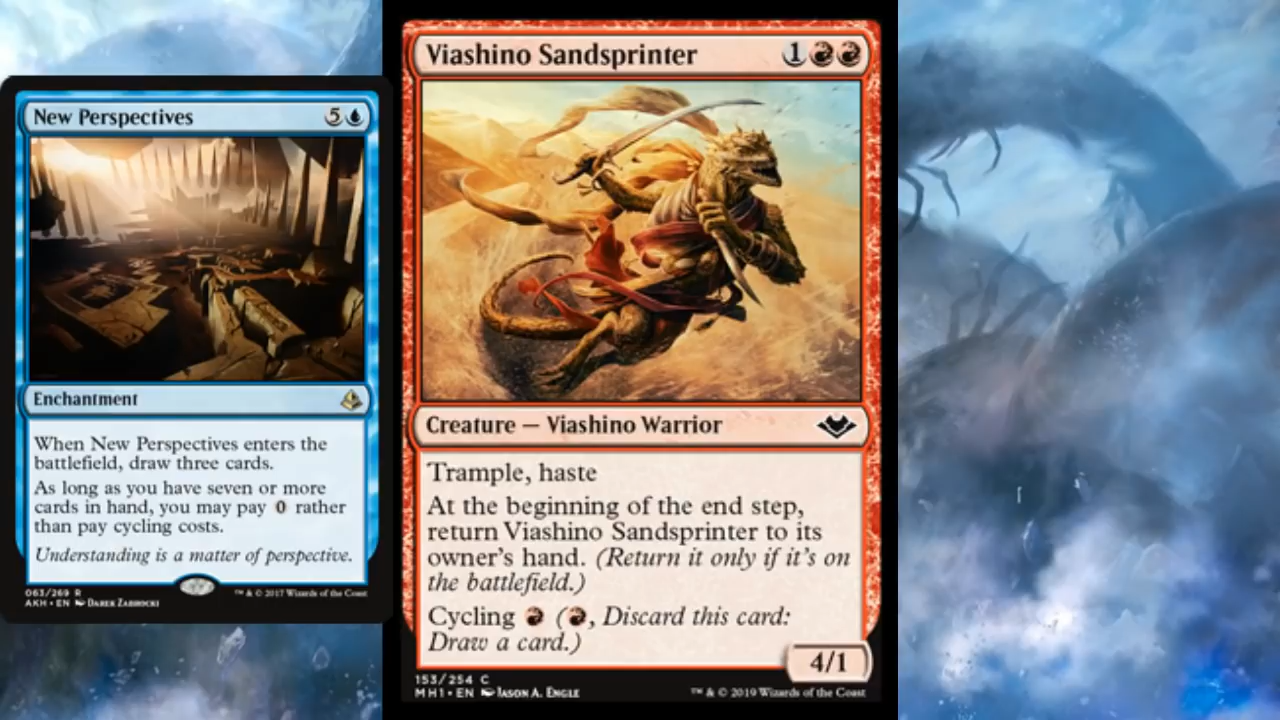 New Perspectives 5
Enchantment
When New Perspectives enters the
battlefield, draw three cards.
As long as you have seven or more
cards in hand, you may pay 0 rather
than pay cycling costs.
Understanding is a matter of perspective.
063/269 R
AKH • EN DAREK ZABROCKI
™ & © 2017 Wizards of the Coast
Viashino Sandsprinter 1
Creature — Viashino Warrior
Trample, haste
At the beginning of the end step,
return Viashino Sandsprinter to its
owner's hand. (Return it only if it's on
the battlefield.)
Cycling (, Discard this card:
Draw a card.)
4/1
153/254 C
MH1 • EN JASON A. ENGLE
™ & © 2019 Wizards of the Coast